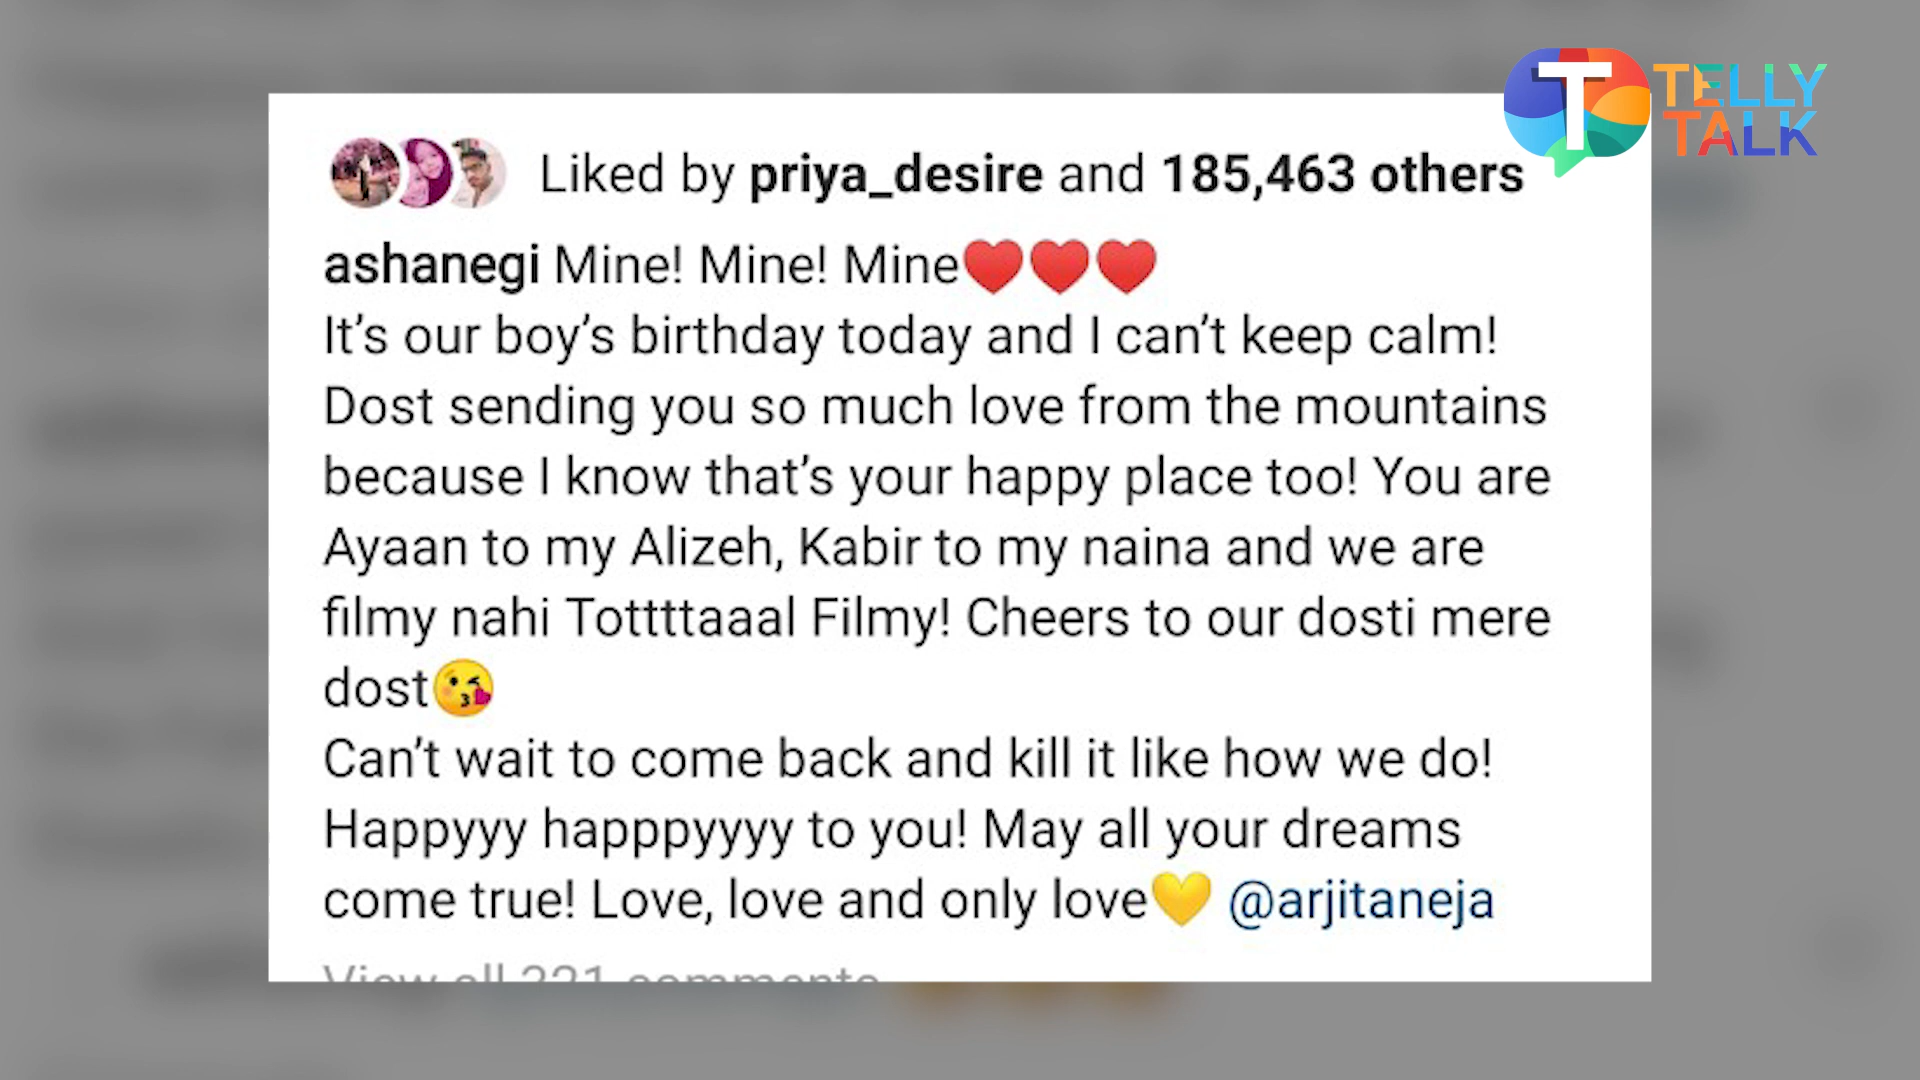 TELLY
TALK
Liked by priya_desire and 185,463 others
ashanegi Mine! Mine! Mine❤️❤️❤️
It’s our boy’s birthday today and I can’t keep calm!
Dost sending you so much love from the mountains
because I know that’s your happy place too! You are
Ayaan to my Alizeh, Kabir to my naina and we are
filmy nahi Tottttaaal Filmy! Cheers to our dosti mere
dost😘
Can’t wait to come back and kill it like how we do!
Happyyy happpyyyy to you! May all your dreams
come true! Love, love and only love💛 @arjitaneja
View all 321 comments